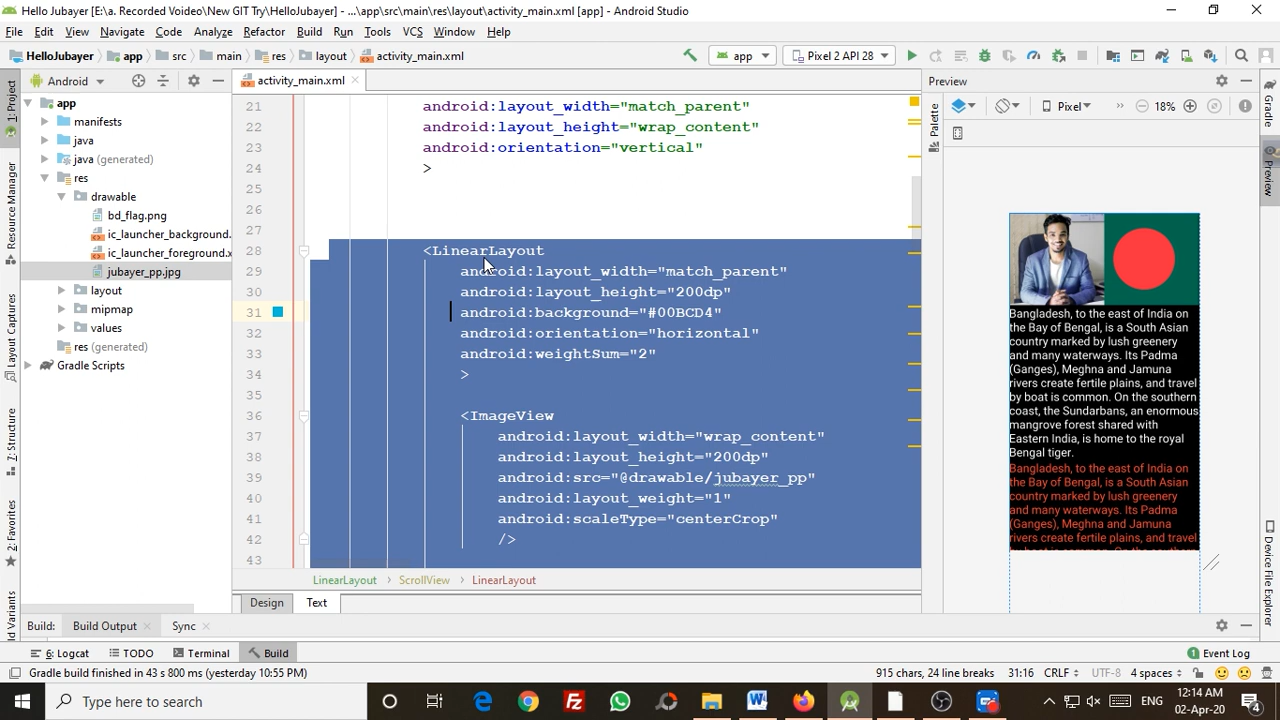 Hello Jubayer [E:\a. Recorded Voideo\New GIT Try\HelloJubayer] - ...\app\src\main\res\layout\activity_main.xml [app] - Android Studio
File Edit View Navigate Code Analyze Refactor Build Run Tools VCS Window Help
HelloJubayer app src main res layout activity_main.xml app Pixel 2 API 28
Android activity_main.xml Preview
Palette Pixel 18%
app
manifests
java
java (generated)
res
drawable
bd_flag.png
ic_launcher_background.
ic_launcher_foreground.x
jubayer_pp.jpg
layout
mipmap
values
res (generated)
Gradle Scripts
1: Project
Resource Manager
Layout Captures
7: Structure
2: Favorites
ld Variants
21 android:layout_width="match_parent"
22 android:layout_height="wrap_content"
23 android:orientation="vertical"
24 >
25
26
27
28 <LinearLayout
29 android:layout_width="match_parent"
30 android:layout_height="200dp"
31 android:background="#00BCD4"
32 android:orientation="horizontal"
33 android:weightSum="2"
34 >
35
36 <ImageView
37 android:layout_width="wrap_content"
38 android:layout_height="200dp"
39 android:src="@drawable/jubayer_pp"
40 android:layout_weight="1"
41 android:scaleType="centerCrop"
42 />
43
LinearLayout ScrollView LinearLayout
Design Text
Bangladesh, to the east of India on
the Bay of Bengal, is a South Asian
country marked by lush greenery
and many waterways. Its Padma
(Ganges), Meghna and Jamuna
rivers create fertile plains, and travel
by boat is common. On the southern
coast, the Sundarbans, an enormous
mangrove forest shared with
Eastern India, is home to the royal
Bengal tiger.
Bangladesh, to the east of India on
the Bay of Bengal, is a South Asian
country marked by lush greenery
and many waterways. Its Padma
(Ganges), Meghna and Jamuna
rivers create fertile plains, and travel
by boat is common. On the southern
Gradle
Preview
Device File Explorer
Build: Build Output Sync
6: Logcat TODO Terminal Build Event Log
Gradle build finished in 43 s 800 ms (yesterday 10:55 PM) 915 chars, 24 line breaks 31:16 CRLF UTF-8 4 spaces
Type here to search
ENG
12:14 AM
02-Apr-20
4